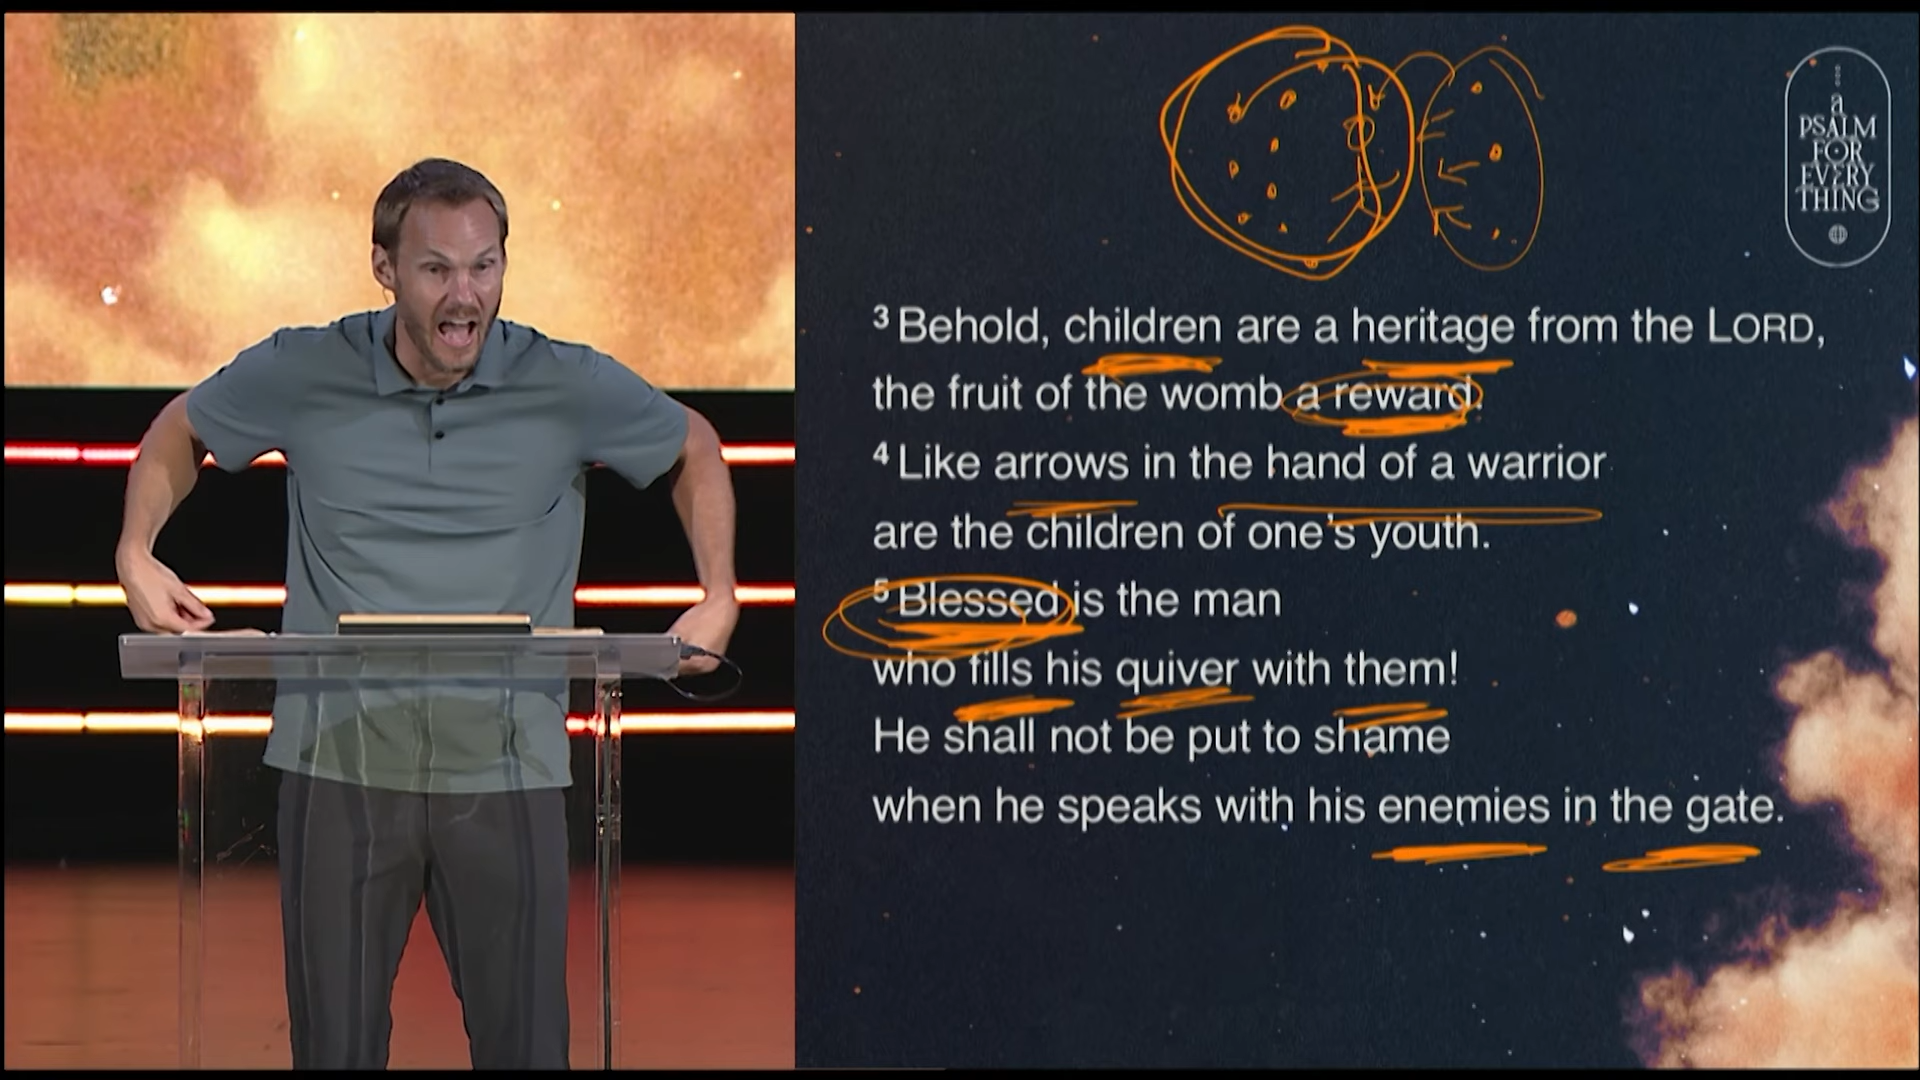 a
PSALM
FOR
EVERY
THING
3 Behold, children are a heritage from the LORD,
the fruit of the womb a reward.
4 Like arrows in the hand of a warrior
are the children of one's youth.
5 Blessed is the man
who fills his quiver with them!
He shall not be put to shame
when he speaks with his enemies in the gate.